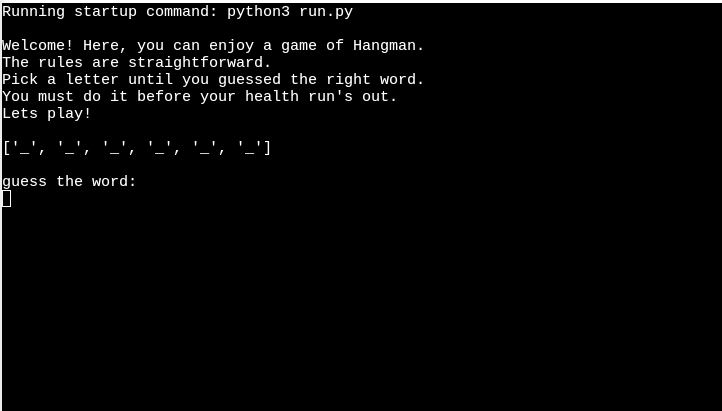 Running startup command: python3 run.py
Welcome! Here, you can enjoy a game of Hangman.
The rules are straightforward.
Pick a letter until you guessed the right word.
You must do it before your health run's out.
Lets play!
['_', '_', '_', '_', '_', '_']
guess the word: